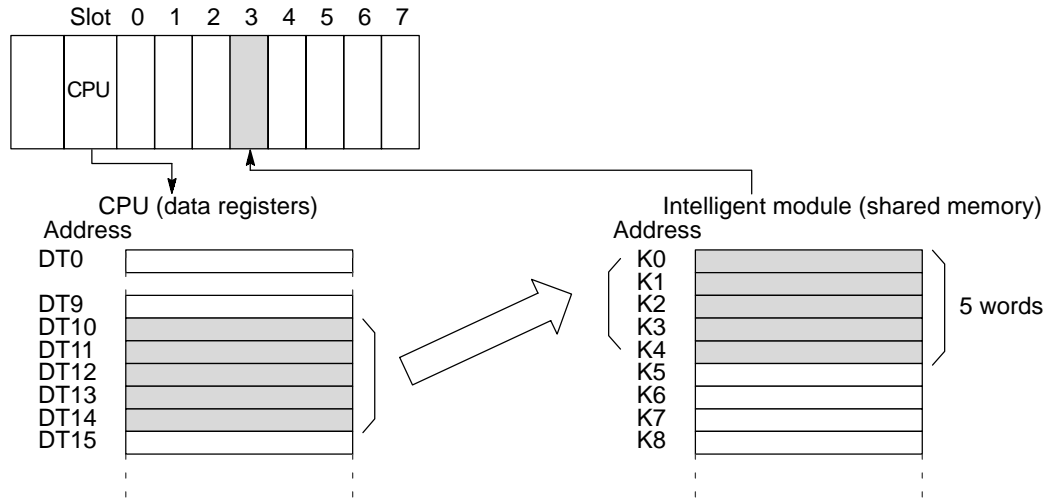 Slot 0 1 2 3 4 5 6 7
CPU
CPU (data registers)
Address
DT0
DT9
DT10
DT11
DT12
DT13
DT14
DT15
Intelligent module (shared memory)
Address
K0
K1
K2
K3
K4
K5
K6
K7
K8
5 words